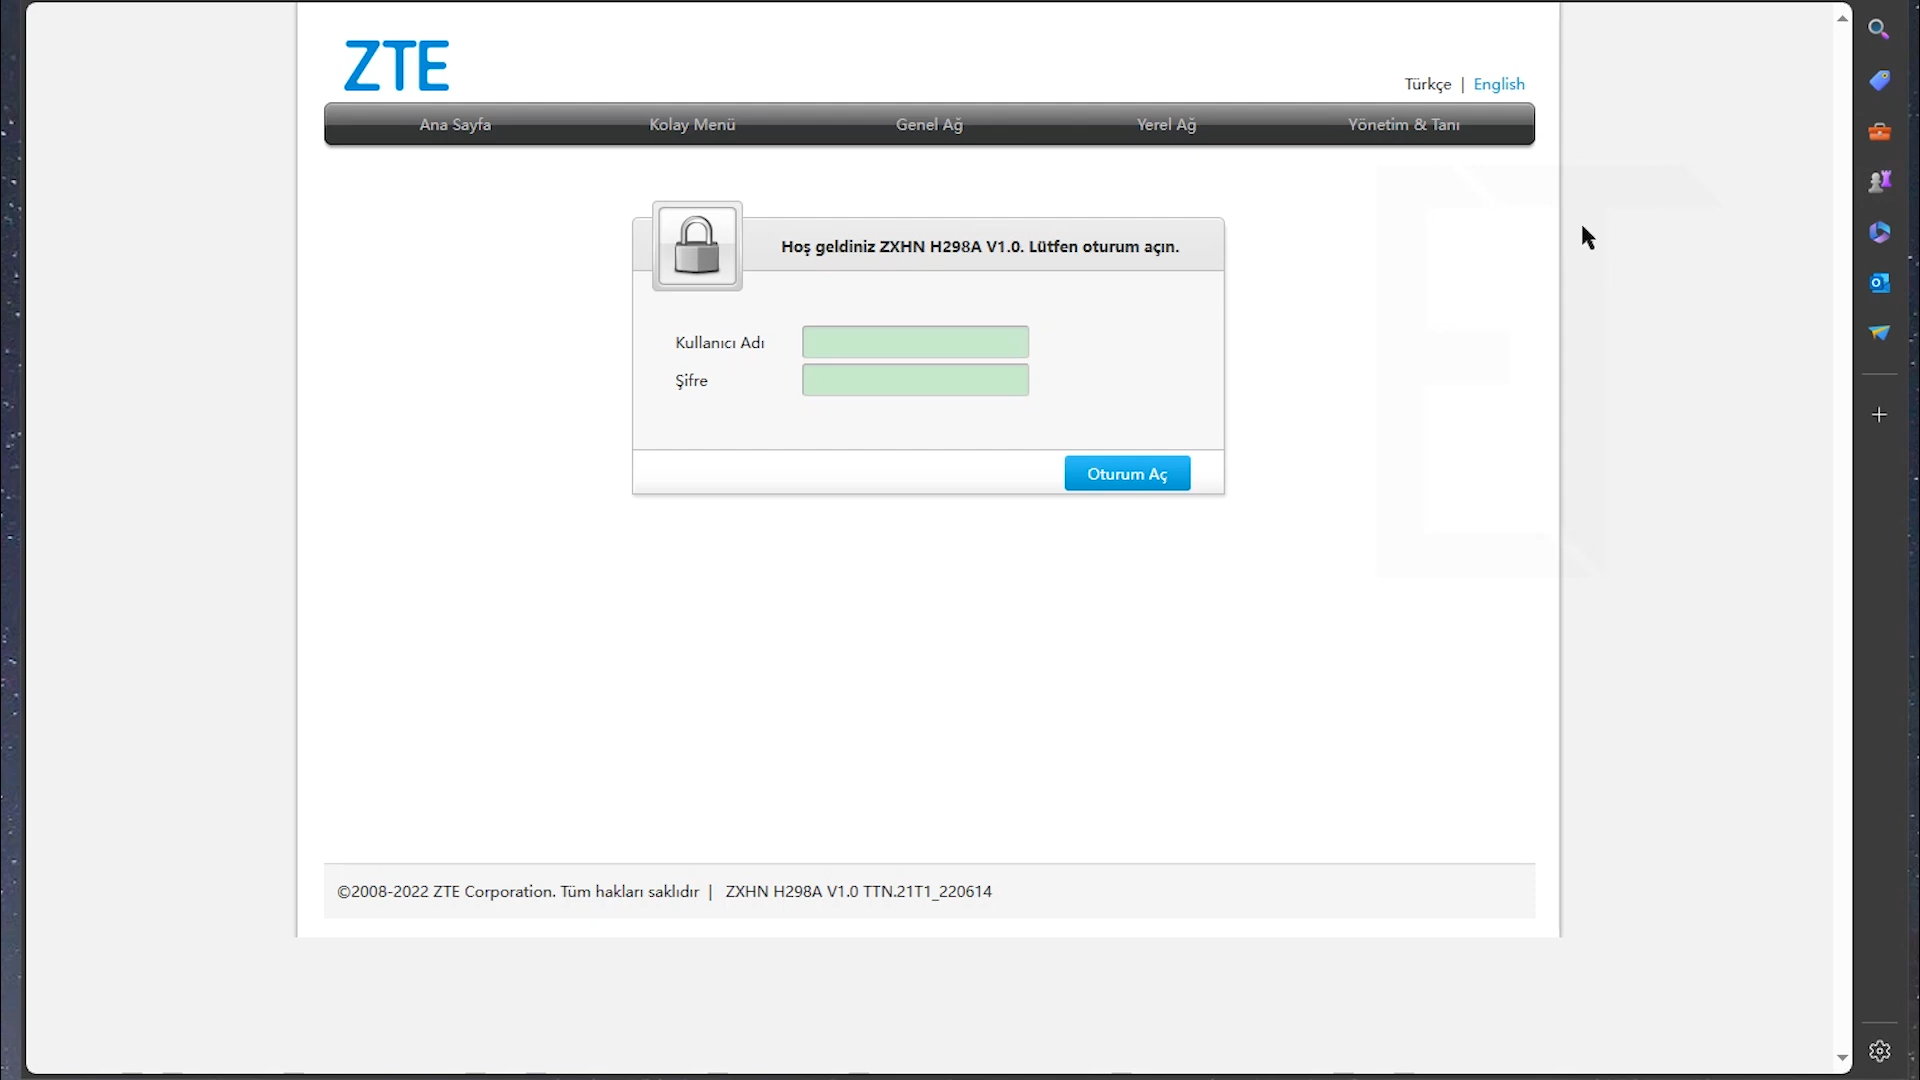 ZTE
Türkçe | English
Ana Sayfa Kolay Menü Genel Ağ Yerel Ağ Yönetim & Tanı
Hoş geldiniz ZXHN H298A V1.0. Lütfen oturum açın.
Kullanıcı Adı
Şifre
Oturum Aç
©2008-2022 ZTE Corporation. Tüm hakları saklıdır | ZXHN H298A V1.0 TTN.21T1_220614